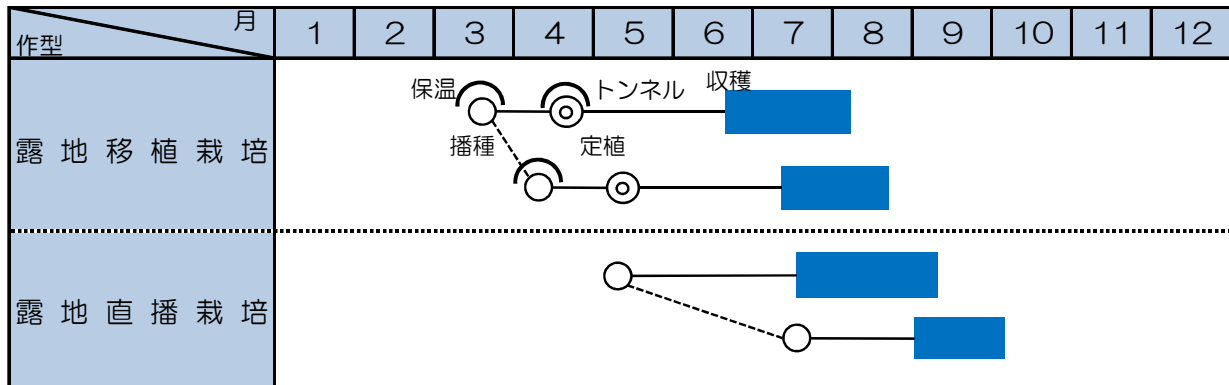 月
作型
1 2 3 4 5 6 7 8 9 10 11 12
保温 トンネル 収穫
露地移植栽培
播種 定植
露地直播栽培